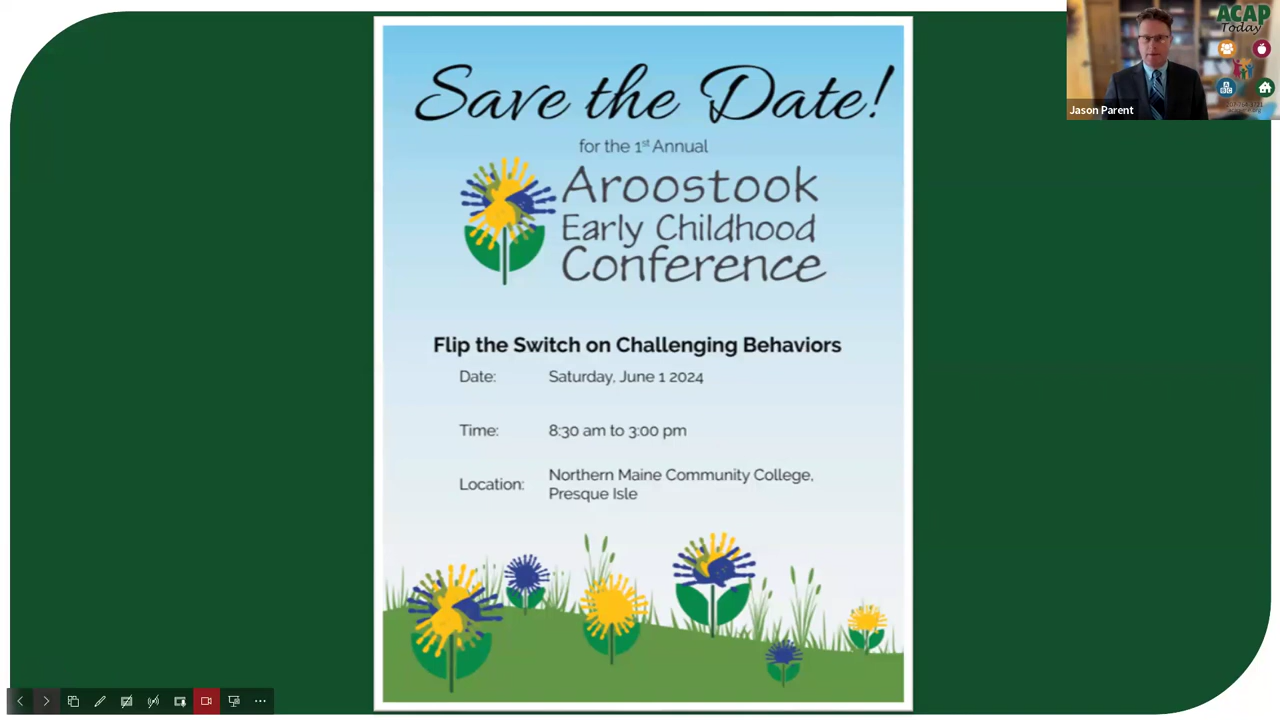 Save the Date!
for the 1st Annual
Aroostook
Early Childhood
Conference
Flip the Switch on Challenging Behaviors
Date: Saturday, June 1 2024
Time: 8:30 am to 3:00 pm
Location: Northern Maine Community College,
Presque Isle
ACAP
Today
Jason Parent